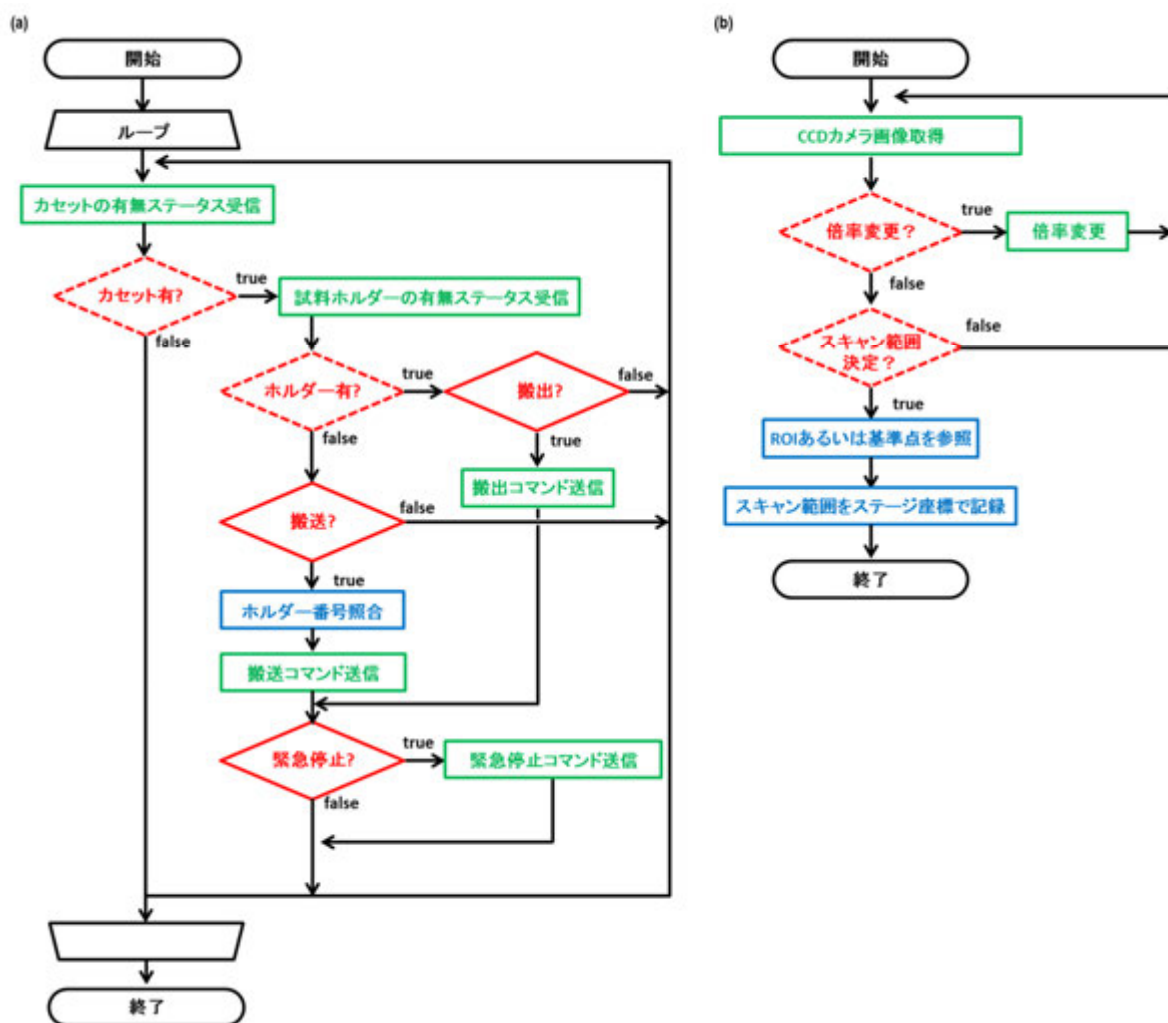 (a)
開始
ループ
カセットの有無ステータス受信
カセット有?
true
false
試料ホルダーの有無ステータス受信
ホルダー有?
true
false
搬出?
false
true
搬出コマンド送信
搬送?
false
true
ホルダー番号照合
搬送コマンド送信
緊急停止?
true
false
緊急停止コマンド送信
終了
(b)
開始
CCDカメラ画像取得
倍率変更?
true
倍率変更
false
スキャン範囲
決定?
false
true
ROIあるいは基準点を参照
スキャン範囲をステージ座標で記録
終了